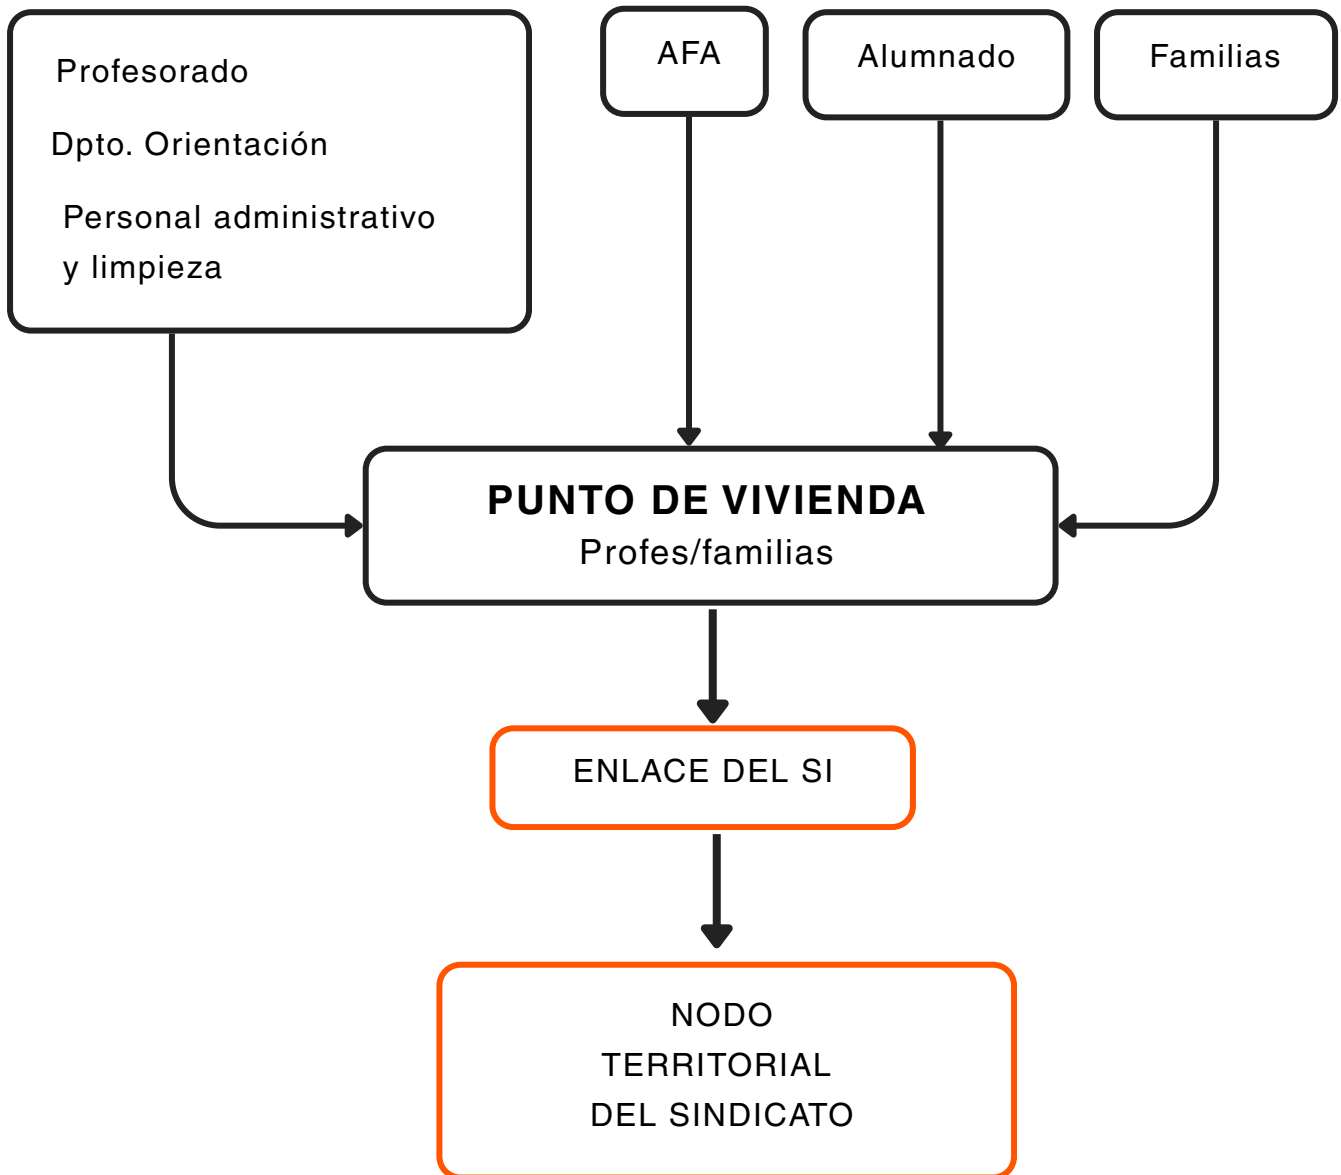 Profesorado
Dpto. Orientación
Personal administrativo
y limpieza
AFA
Alumnado
Familias
PUNTO DE VIVIENDA
Profes/familias
ENLACE DEL SI
NODO
TERRITORIAL
DEL SINDICATO